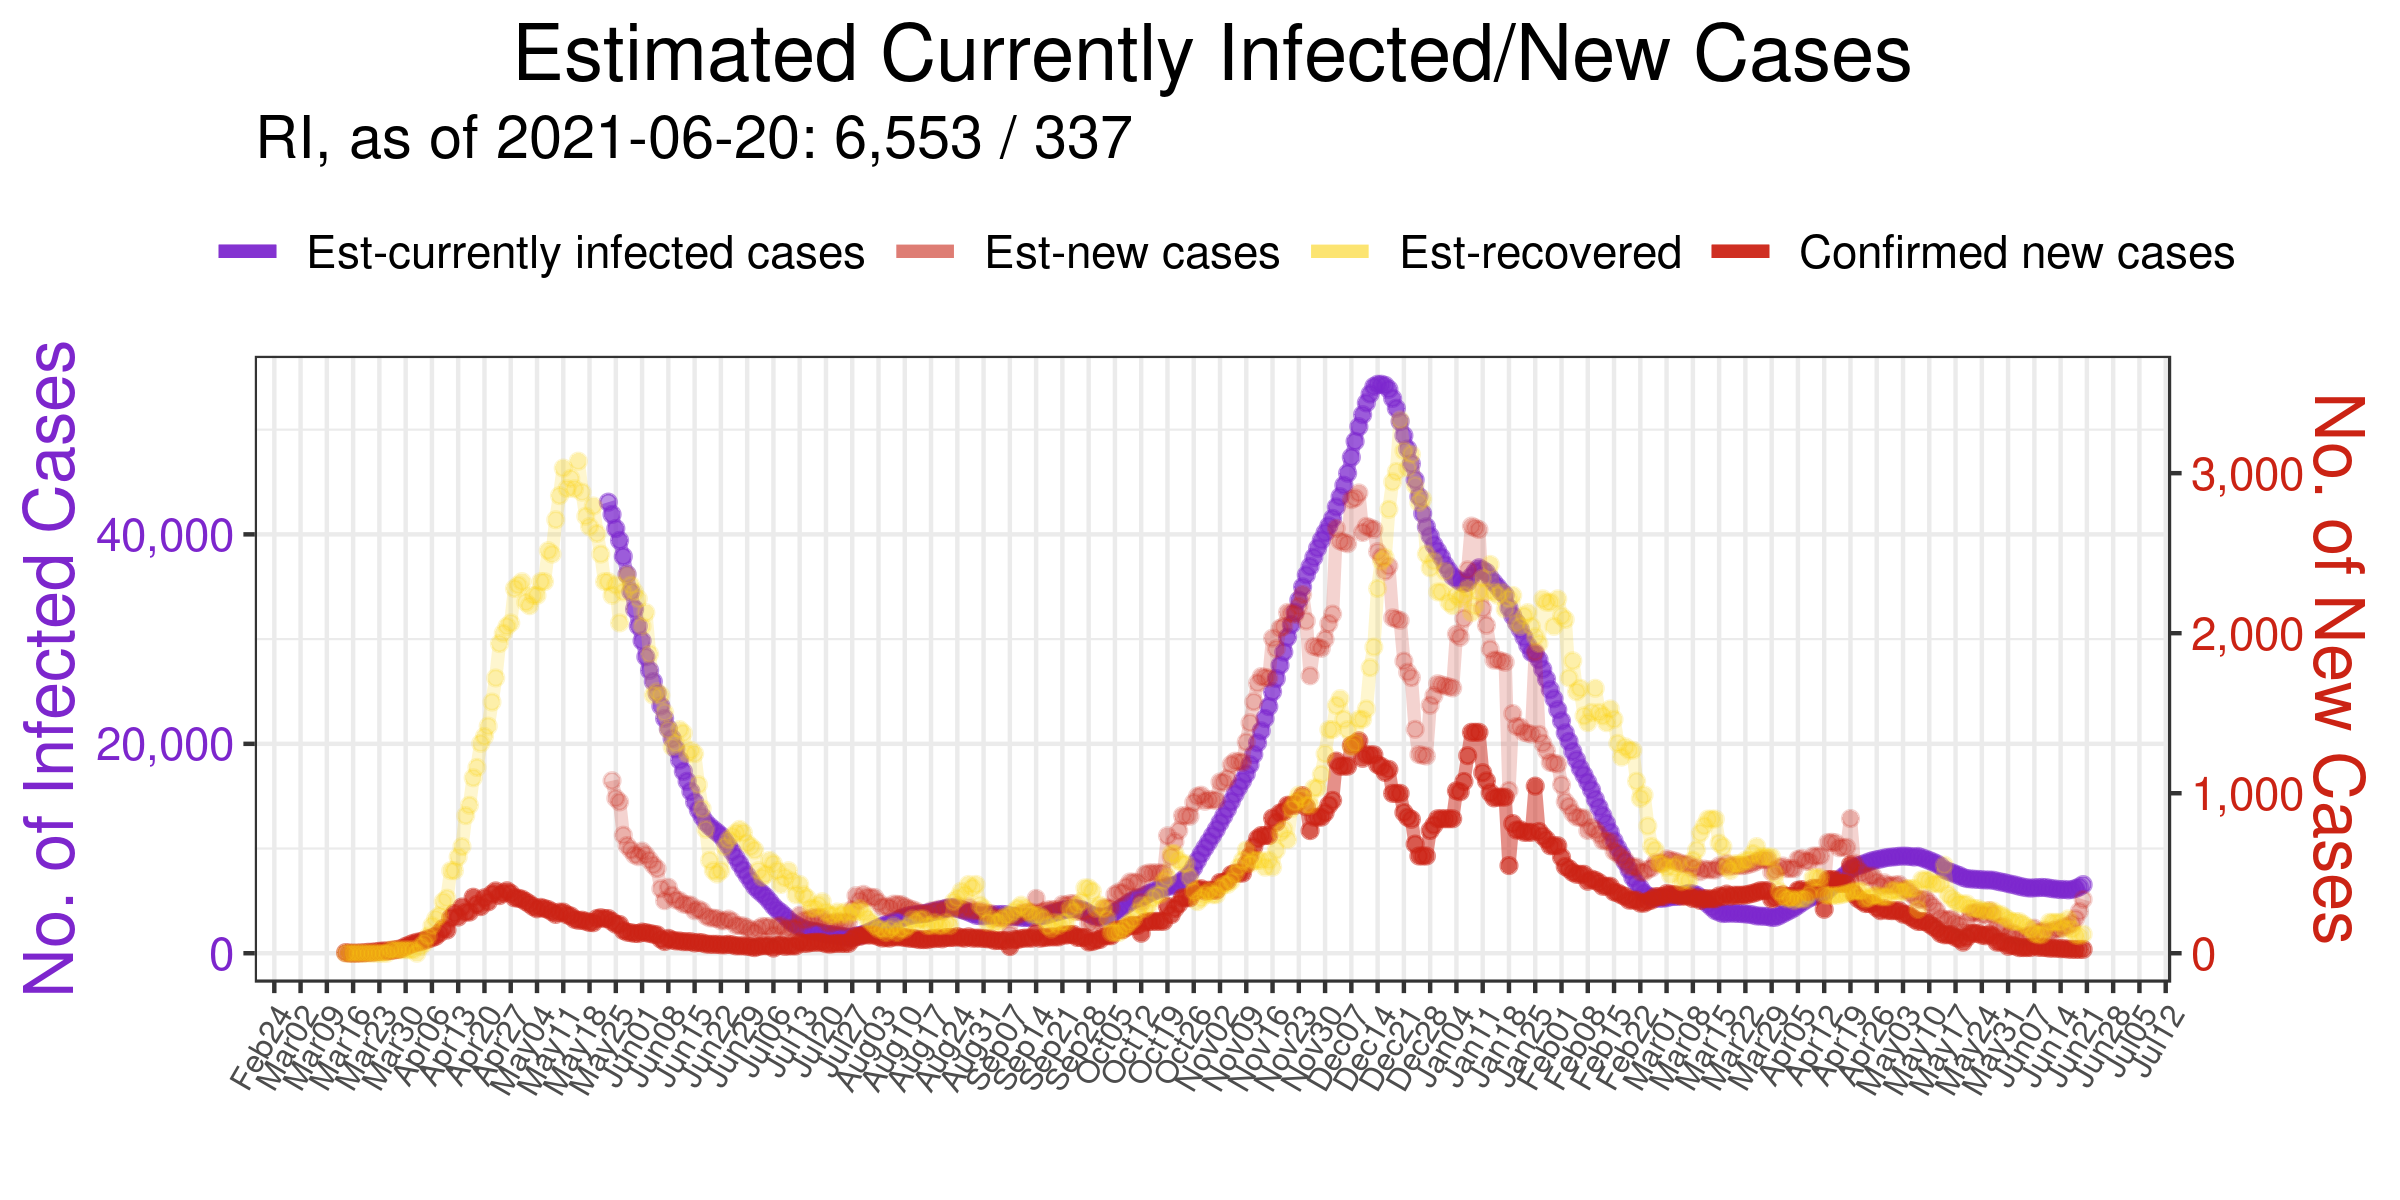 Estimated Currently Infected/New Cases
RI, as of 2021-06-20: 6,553 / 337
Est-currently infected cases
Est-new cases
Est-recovered
Confirmed new cases
No. of Infected Cases
40,000
20,000
0
3,000
2,000
1,000
0
No. of New Cases
Feb24
Mar02
Mar09
Mar16
Mar23
Mar30
Apr06
Apr13
Apr20
Apr27
May04
May11
May18
May25
Jun01
Jun08
Jun15
Jun22
Jun29
Jul06
Jul13
Jul20
Jul27
Aug03
Aug10
Aug17
Aug24
Aug31
Sep07
Sep14
Sep21
Sep28
Oct05
Oct12
Oct19
Oct26
Nov02
Nov09
Nov16
Nov23
Nov30
Dec07
Dec14
Dec21
Dec28
Jan04
Jan11
Jan18
Jan25
Feb01
Feb08
Feb15
Feb22
Mar01
Mar08
Mar15
Mar22
Mar29
Apr05
Apr12
Apr19
Apr26
May03
May10
May17
May24
May31
Jun07
Jun14
Jun21
Jun28
Jul05
Jul12